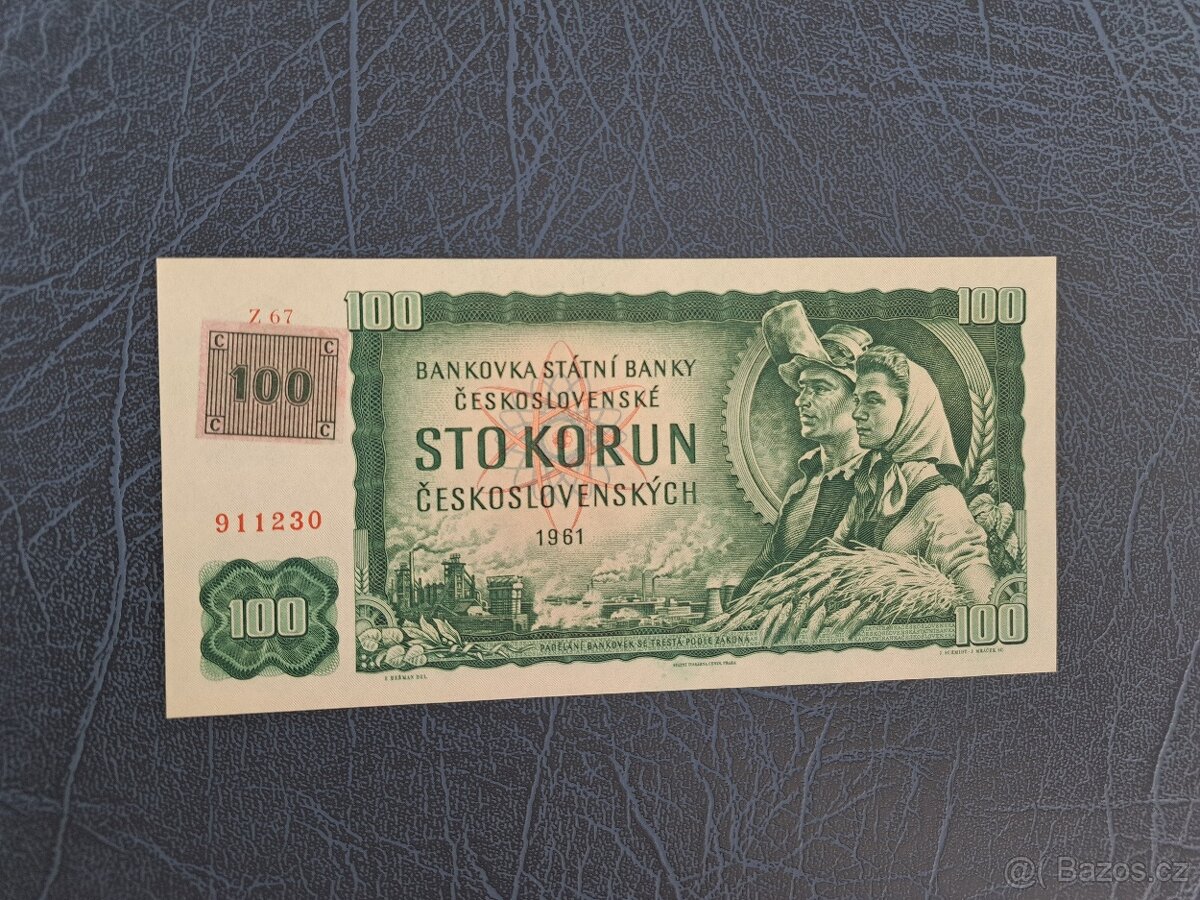 Z 67
C C
100
C C
911230
100
100
100
BANKOVKA STÁTNÍ BANKY
ČESKOSLOVENSKÉ
STO KORUN
ČESKOSLOVENSKÝCH
1961
100
PADĚLÁNÍ BANKOVEK SE TRESTÁ PODLE ZÁKONA
@( Bazos.cz